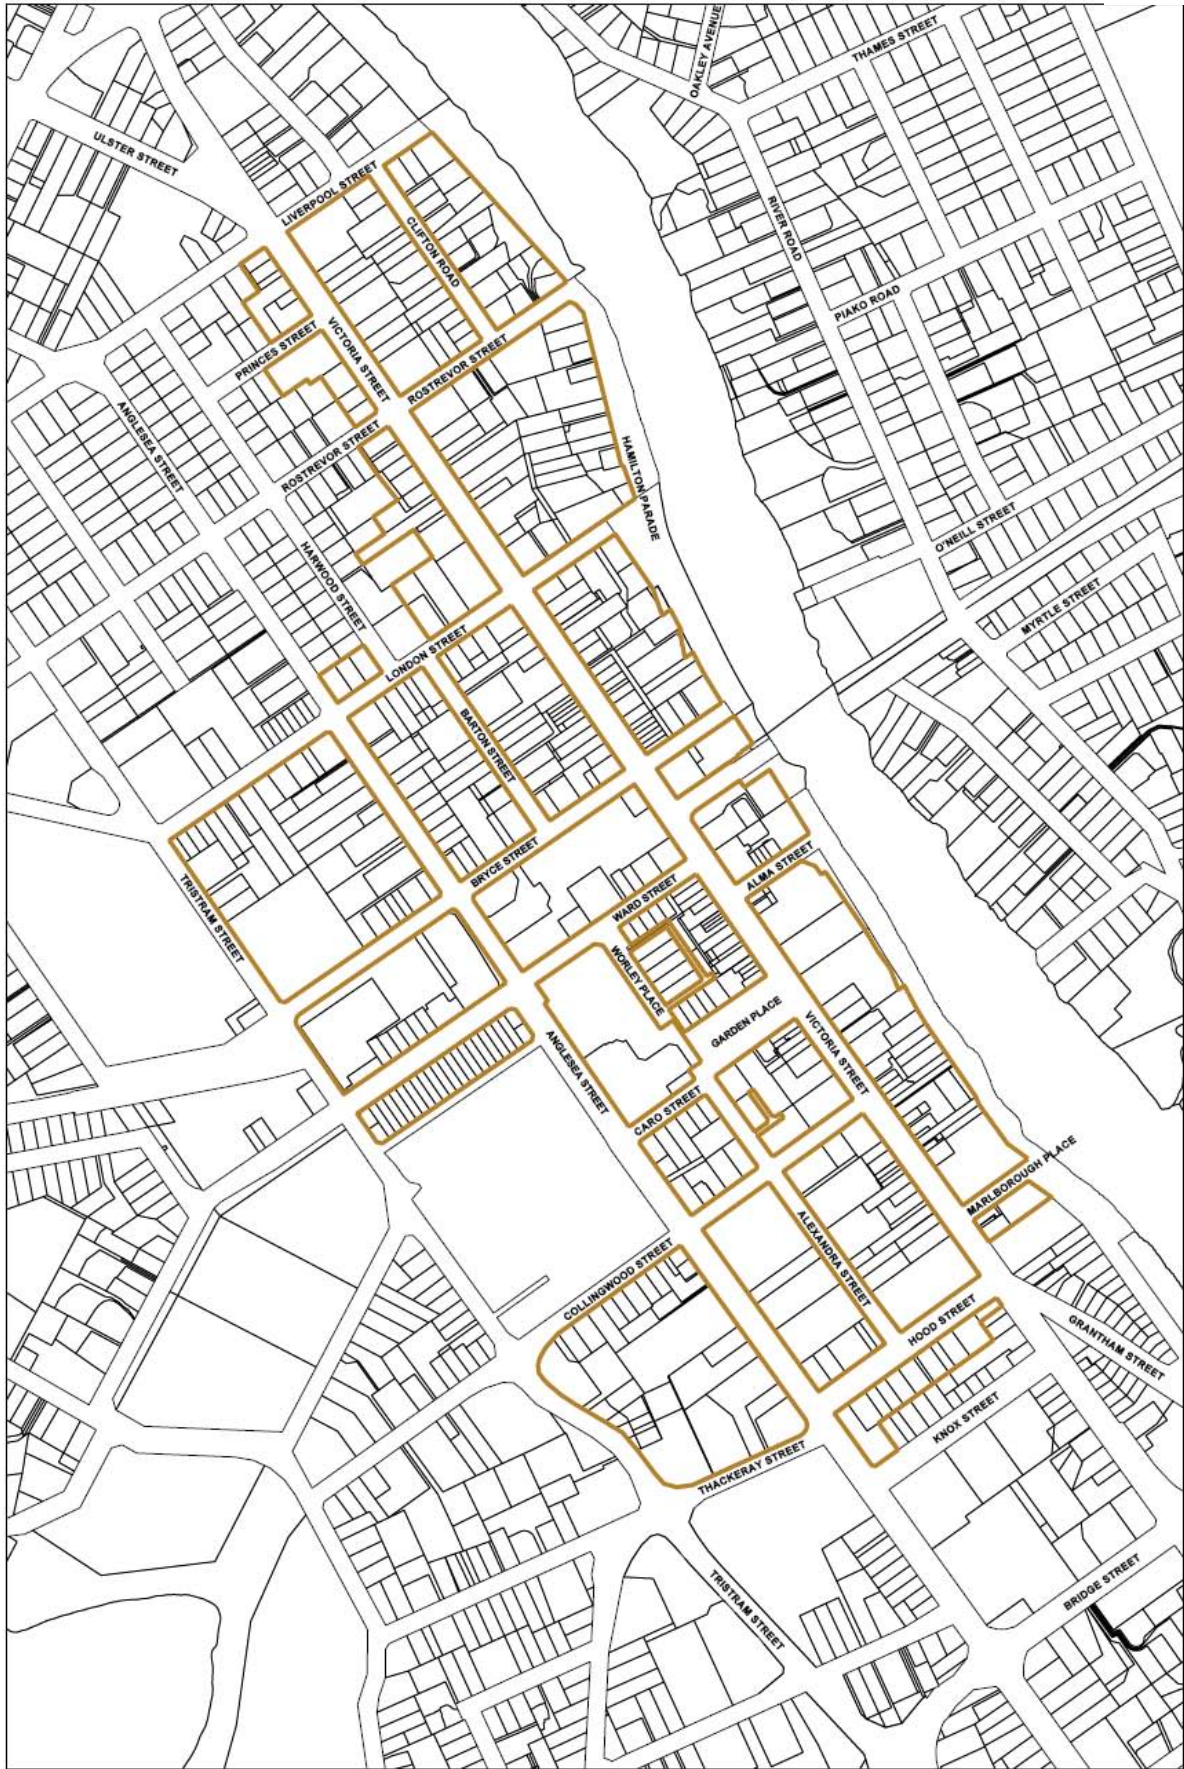 OAKLEY AVENUE
THAMES STREET
ULSTER STREET
LIVERPOOL STREET
CLIFTON ROAD
RIVER ROAD
PIAKO ROAD
PRINCES STREET
VICTORIA STREET
ROSTREVOR STREET
ANGLESEA STREET
ROSTREVOR STREET
HAMILTON PARADE
HARWOOD STREET
O'NEILL STREET
MYRTLE STREET
LONDON STREET
BARTON STREET
BRYCE STREET
ALMA STREET
TRISTRAM STREET
WARD STREET
WORLEY PLACE
GARDEN PLACE
VICTORIA STREET
ANGLESEA STREET
CARO STREET
MARLBOROUGH PLACE
ALEXANDRA STREET
COLLINGWOOD STREET
HOOD STREET
GRANTHAM STREET
KNOX STREET
THACKERAY STREET
TRISTRAM STREET
BRIDGE STREET